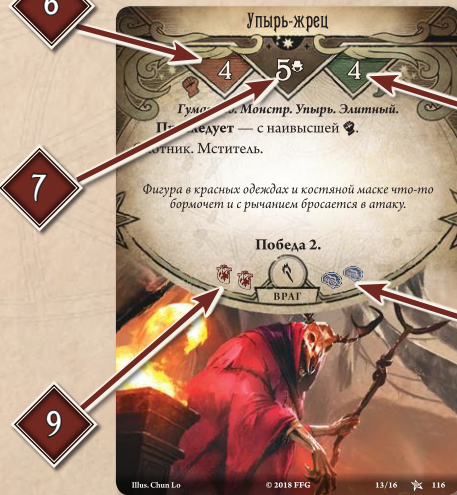 6
Упырь-жрец
4 5 4
Монстр. Упырь. Элитный.
— с наивысшей
Мститель.
7
Фигура в красных одеждах и костяной маске что-то
бормочет и с рычанием бросается в атаку.
Победа 2.
ВРАГ
9
Illus. Chun Lo © 2018 FFG 13/16 116